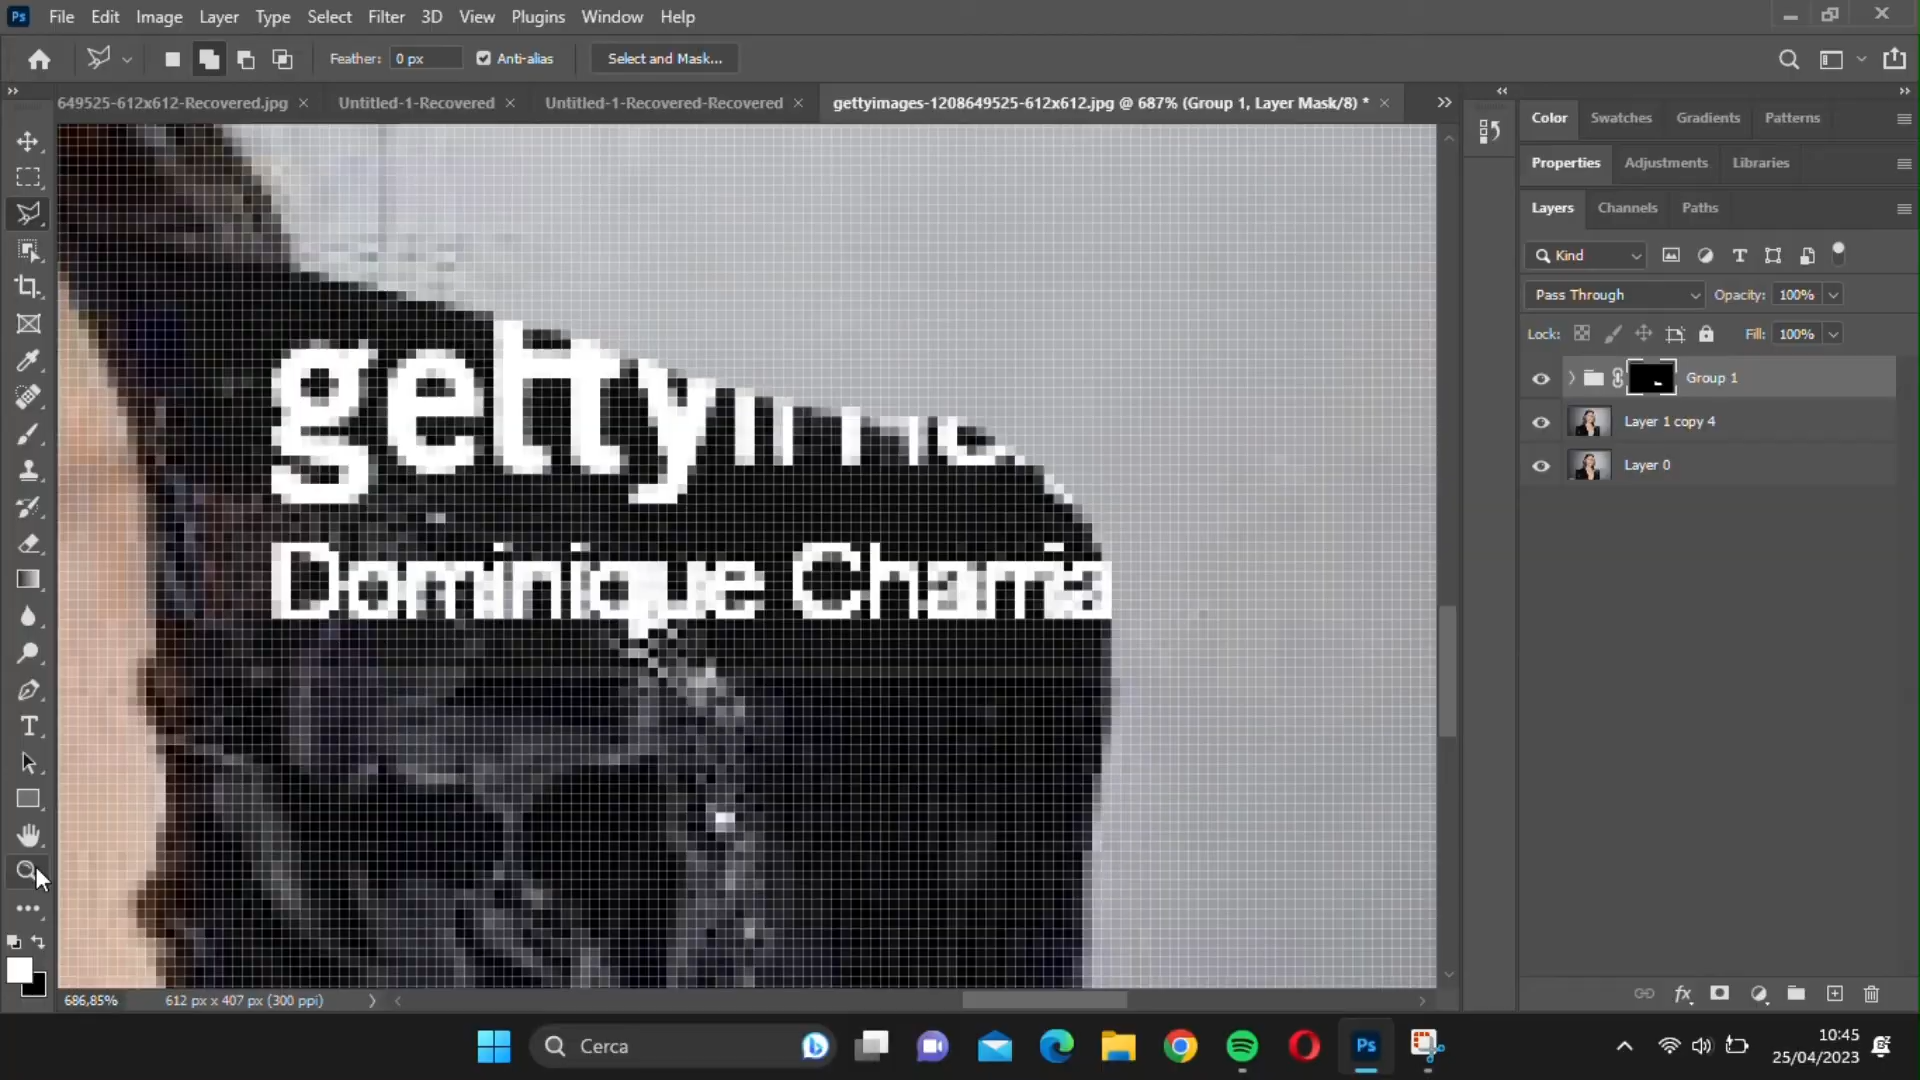 Ps File Edit Image Layer Type Select Filter 3D View Plugins Window Help
Feather: 0 px Anti-alias Select and Mask...
649525-612x612-Recovered.jpg × Untitled-1-Recovered × Untitled-1-Recovered-Recovered × gettyimages-1208649525-612x612.jpg @ 687% (Group 1, Layer Mask/8) * ×
Color Swatches Gradients Patterns
Properties Adjustments Libraries
Layers Channels Paths
Kind
Pass Through Opacity: 100%
Lock: Fill: 100%
Group 1
Layer 1 copy 4
Layer 0
getty
Dominique Charria
686,85% 612 px x 407 px (300 ppi)
Cerca
Ps
10:45
25/04/2023